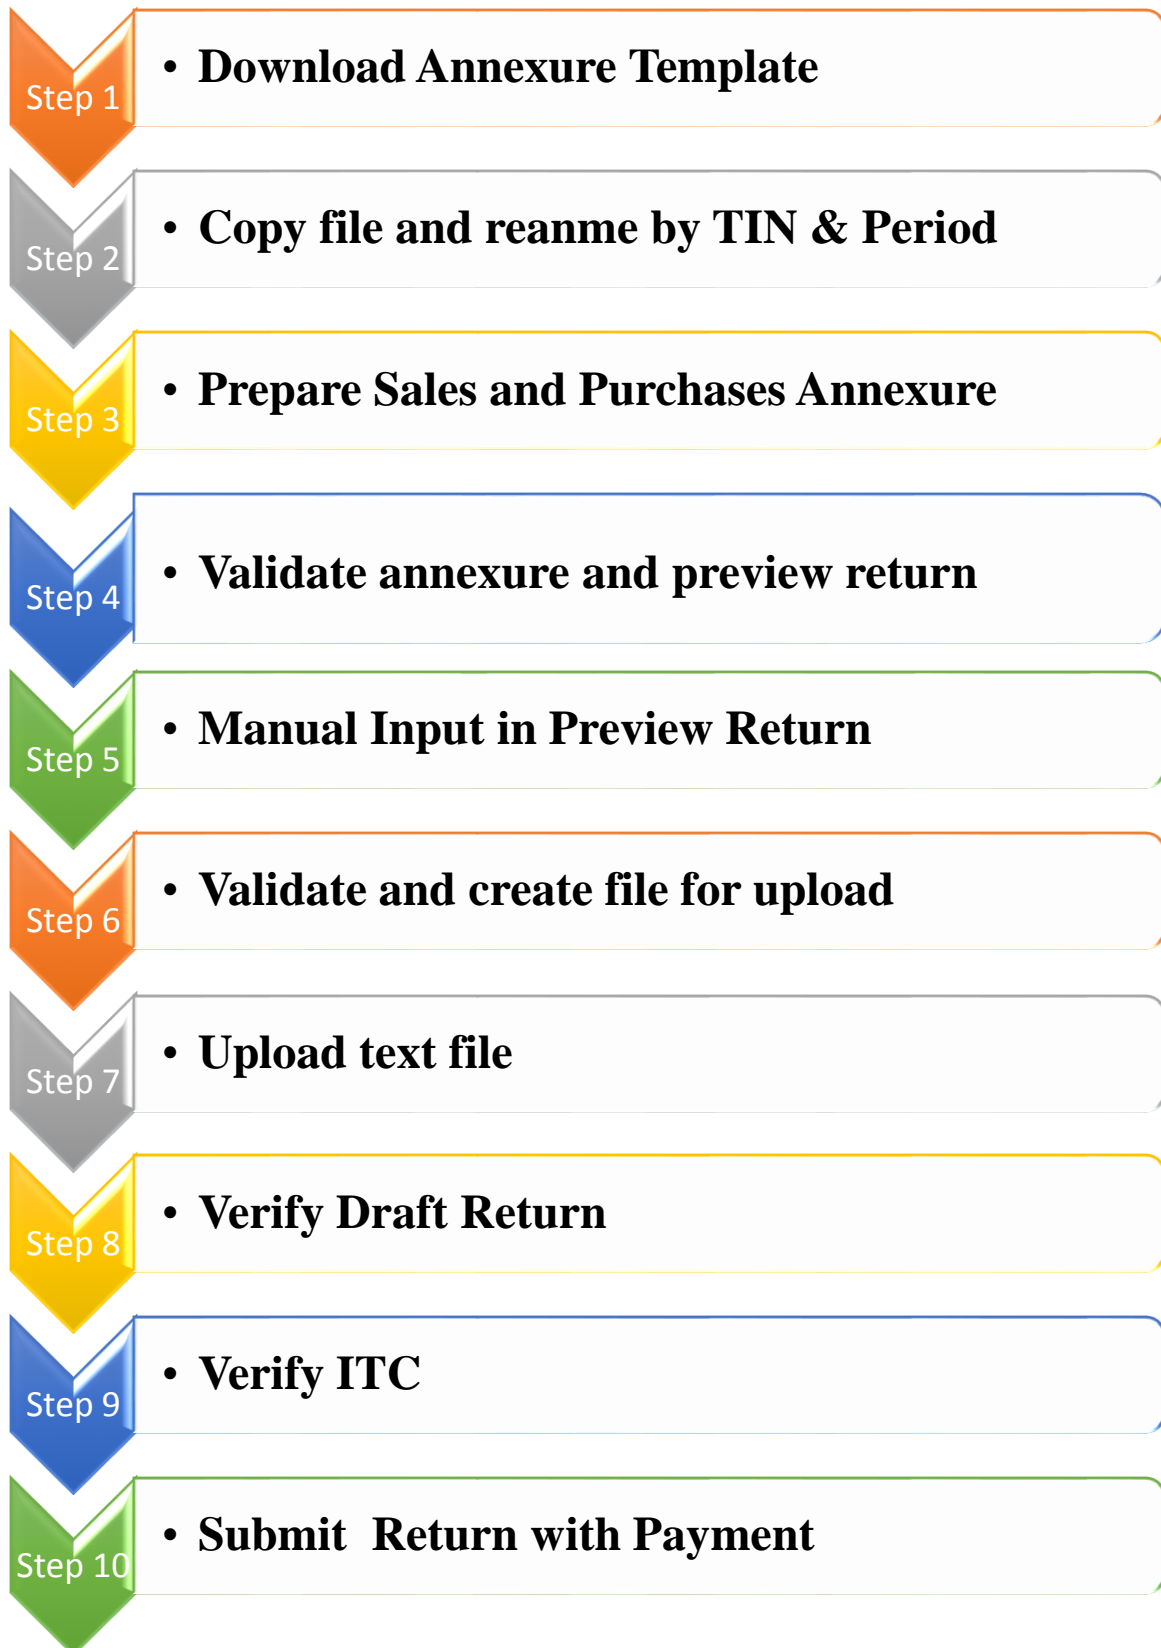 Step 1
• Download Annexure Template
Step 2
• Copy file and reanme by TIN & Period
Step 3
• Prepare Sales and Purchases Annexure
Step 4
• Validate annexure and preview return
Step 5
• Manual Input in Preview Return
Step 6
• Validate and create file for upload
Step 7
• Upload text file
Step 8
• Verify Draft Return
Step 9
• Verify ITC
Step 10
• Submit  Return with Payment